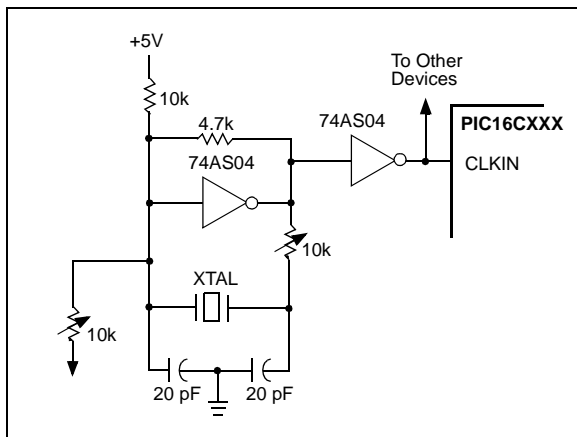 +5V
10k
4.7k
74AS04
74AS04
To Other
Devices
PIC16CXXX
CLKIN
10k
XTAL
10k
20 pF
20 pF